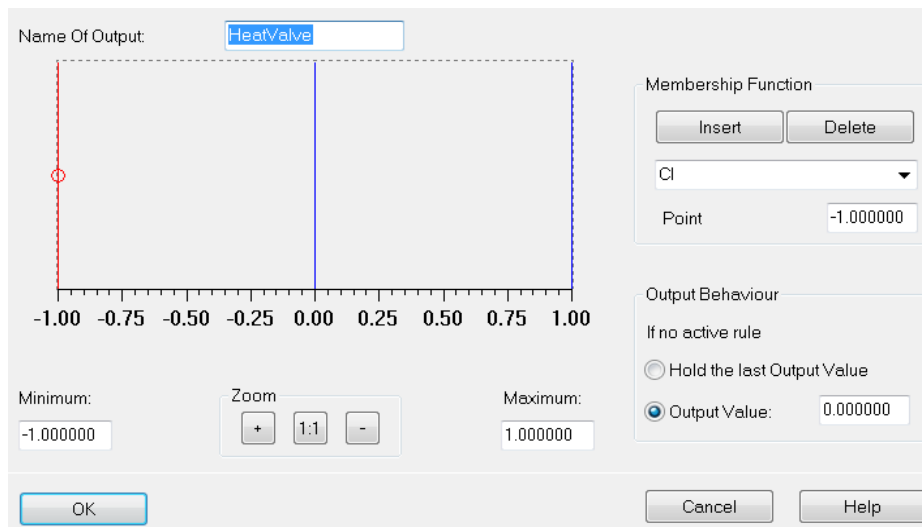 Name Of Output: HeatValve
Membership Function
Insert Delete
Cl
Point -1.000000
-1.00 -0.75 -0.50 -0.25 0.00 0.25 0.50 0.75 1.00
Output Behaviour
If no active rule
Hold the last Output Value
Output Value: 0.000000
Minimum: Zoom Maximum:
-1.000000 + 1:1 - 1.000000
OK Cancel Help